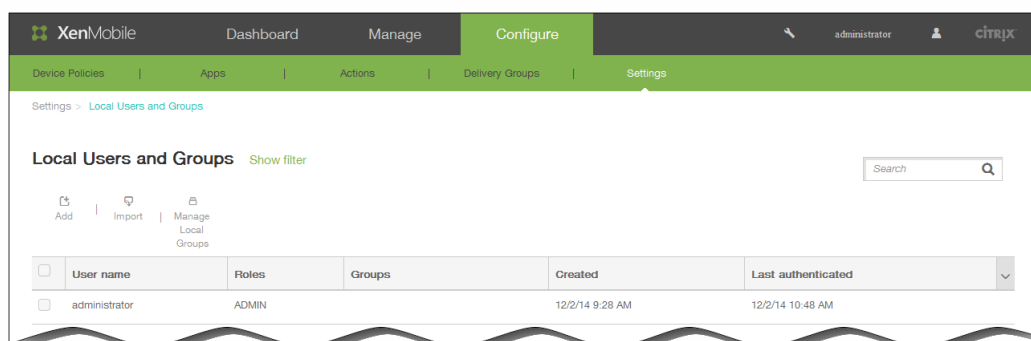 XenMobile Dashboard Manage Configure administrator CİTRIX
Device Policies | Apps | Actions | Delivery Groups | Settings
Settings > Local Users and Groups
Local Users and Groups Show filter
Search
Add | Import | Manage
Local
Groups
User name Roles Groups Created Last authenticated
administrator ADMIN 12/2/14 9:28 AM 12/2/14 10:48 AM